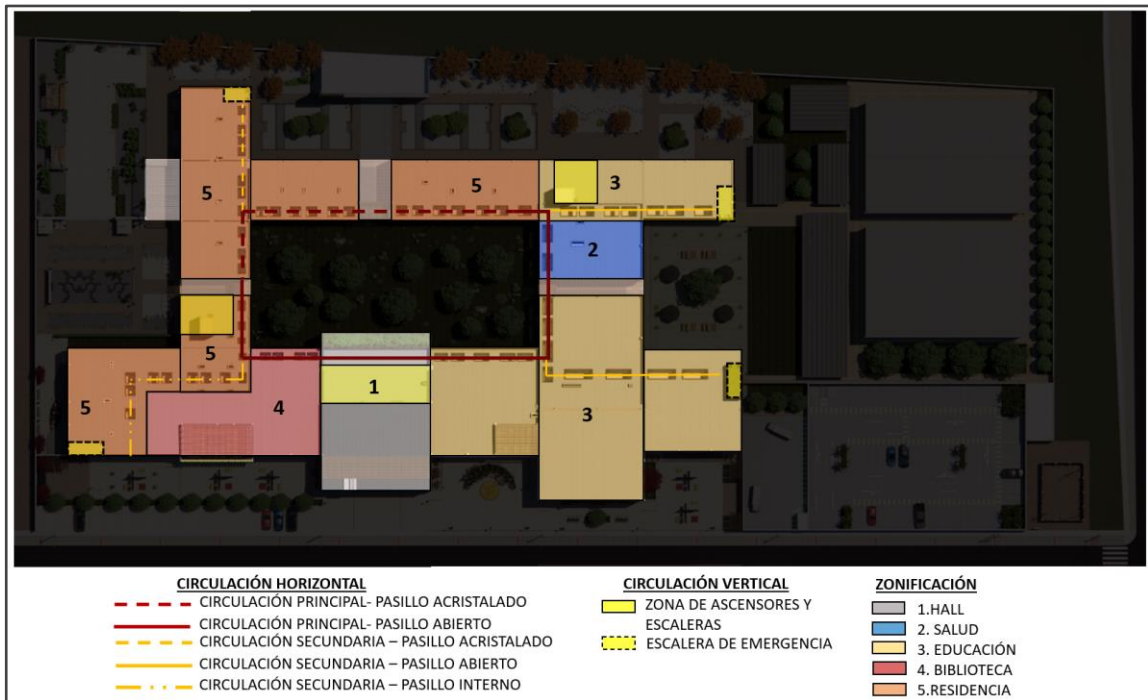 5
5
3
2
5
1
5
4
3
CIRCULACIÓN HORIZONTAL
CIRCULACIÓN PRINCIPAL- PASILLO ACRISTALADO
CIRCULACIÓN PRINCIPAL- PASILLO ABIERTO
CIRCULACIÓN SECUNDARIA – PASILLO ACRISTALADO
CIRCULACIÓN SECUNDARIA – PASILLO ABIERTO
CIRCULACIÓN SECUNDARIA – PASILLO INTERNO
CIRCULACIÓN VERTICAL
ZONA DE ASCENSORES Y
ESCALERAS
ESCALERA DE EMERGENCIA
ZONIFICACIÓN
1.HALL
2. SALUD
3. EDUCACIÓN
4. BIBLIOTECA
5.RESIDENCIA